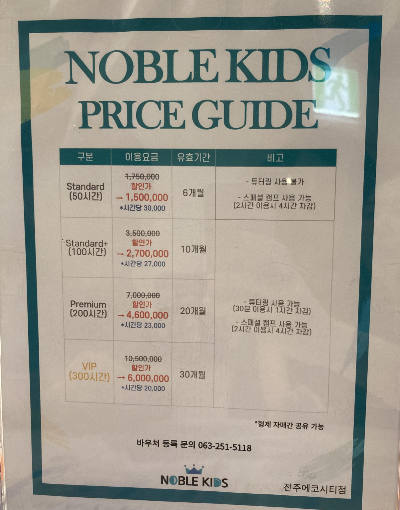 NOBLE KIDS
PRICE GUIDE
구분 이용요금 유효기간 비고
Standard
(50시간)
1,750,000
할인가
→ 1,500,000
*시간당 30,000
6개월
- 튜터링 사용 불가
- 스페셜 캠프 사용 가능
(2시간 이용시 4시간 차감)
Standard+
(100시간)
3,500,000
할인가
→ 2,700,000
*시간당 27,000
10개월
Premium
(200시간)
7,000,000
할인가
→ 4,600,000
*시간당 23,000
20개월
- 튜터링 사용 가능
(30분 이용시 1시간 차감)
- 스페셜 캠프 사용 가능
(2시간 이용시 4시간 차감)
VIP
(300시간)
10,500,000
할인가
→ 6,000,000
*시간당 20,000
30개월
*형제 자매간 공유 가능
바우처 등록 문의 063-251-5118
NOBLE KIDS
전주에코시티점